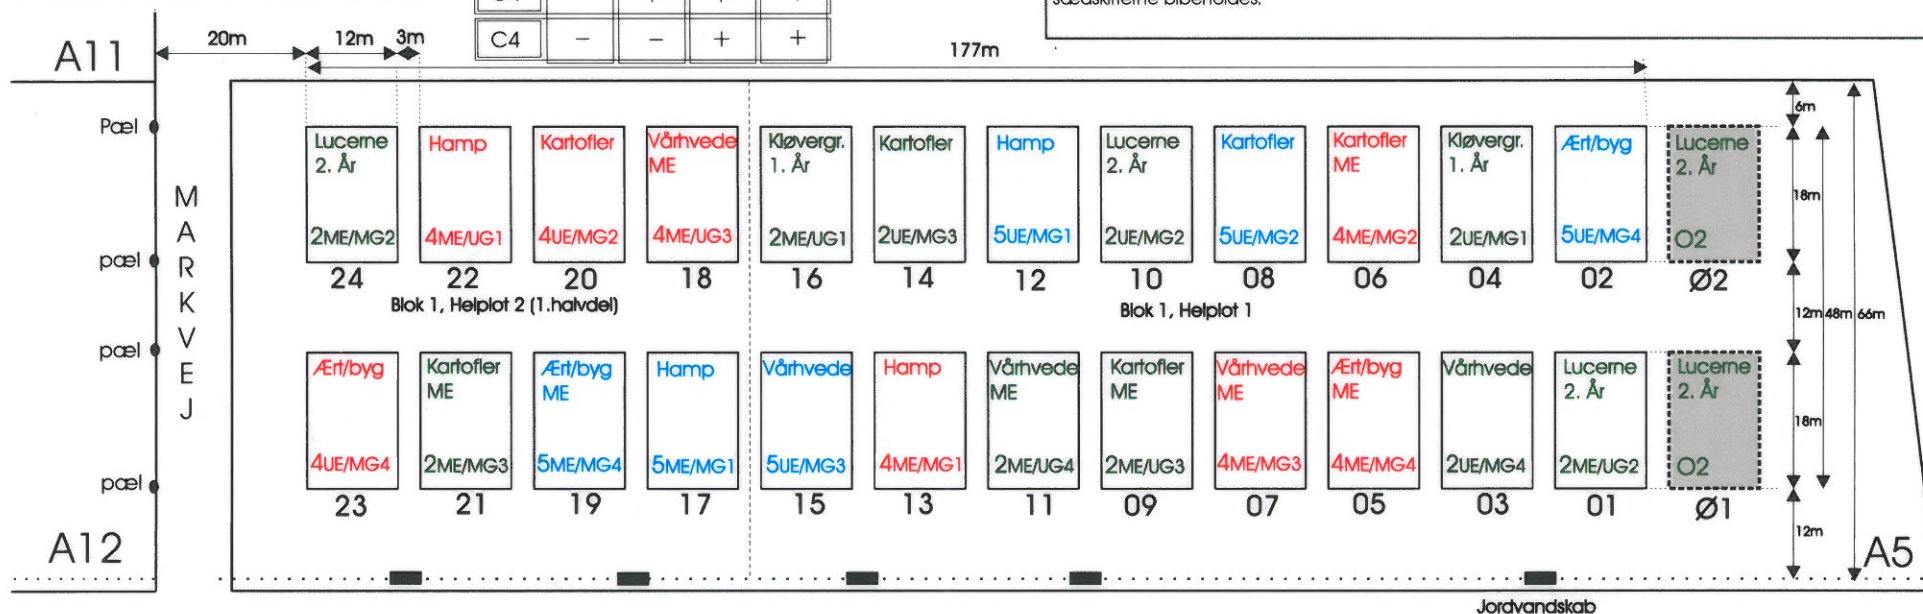 sædskifterne bibeholdes.
C4 − − + +
A11
20m 12m 3m
177m
Pæl
pæl
pæl
pæl
MARKVEJ
6m
18m
12m 48m 66m
18m
12m
Lucerne 2. År
2ME/MG2
24
Hamp
4ME/UG1
22
Kartofler
4UE/MG2
20
Vårhvede ME
4ME/UG3
18
Kløvergr. 1. År
2ME/UG1
16
Kartofler
2UE/MG3
14
Hamp
5UE/MG1
12
Lucerne 2. År
2UE/MG2
10
Kartofler
5UE/MG2
08
Kartofler ME
4ME/MG2
06
Kløvergr. 1. År
2UE/MG1
04
Ært/byg
5UE/MG4
02
Lucerne 2. År
O2
Ø2
Blok 1, Helplot 2 (1.halvdel)
Blok 1, Helplot 1
Ært/byg
4UE/MG4
23
Kartofler ME
2ME/MG3
21
Ært/byg ME
5ME/MG4
19
Hamp
5ME/MG1
17
Vårhvede
5UE/MG3
15
Hamp
4ME/MG1
13
Vårhvede ME
2ME/UG4
11
Kartofler ME
2ME/UG3
09
Vårhvede ME
4ME/MG3
07
Ært/byg ME
4ME/MG4
05
Vårhvede
2UE/MG4
03
Lucerne 2. År
2ME/UG2
01
Lucerne 2. År
O2
Ø1
A12
A5
Jordvandskab